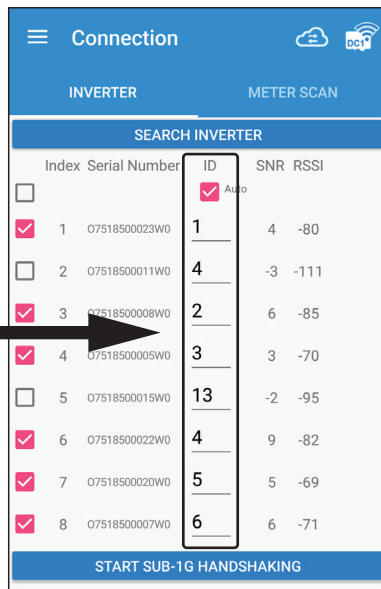 Connection
DC1
INVERTER METER SCAN
SEARCH INVERTER
Index Serial Number ID SNR RSSI
Auto
1 O7518500023W0 1 4 -80
2 O7518500011W0 4 -3 -111
3 O7518500008W0 2 6 -85
4 O7518500005W0 3 3 -70
5 O7518500015W0 13 -2 -95
6 O7518500022W0 4 9 -82
7 O7518500020W0 5 5 -69
8 O7518500007W0 6 6 -71
START SUB-1G HANDSHAKING